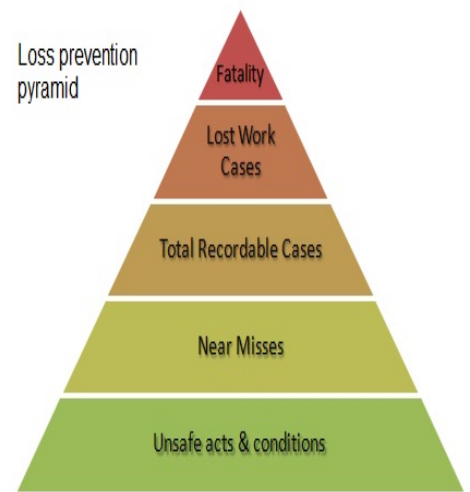 Loss prevention
pyramid
Fatality
Lost Work
Cases
Total Recordable Cases
Near Misses
Unsafe acts & conditions